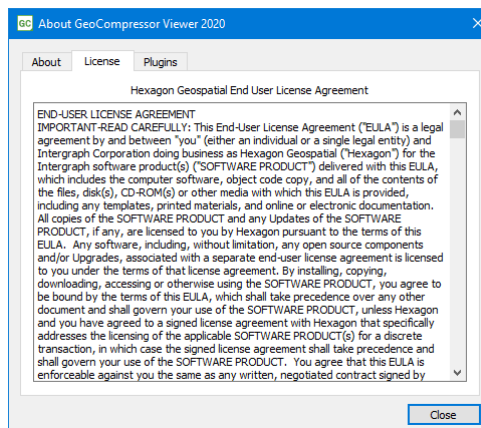 GC About GeoCompressor Viewer 2020
About License Plugins
Hexagon Geospatial End User License Agreement
END-USER LICENSE AGREEMENT
IMPORTANT-READ CAREFULLY: This End-User License Agreement ("EULA") is a legal
agreement by and between "you" (either an individual or a single legal entity) and
Intergraph Corporation doing business as Hexagon Geospatial ("Hexagon") for the
Intergraph software product(s) ("SOFTWARE PRODUCT") delivered with this EULA,
which includes the computer software, object code copy, and all of the contents of
the files, disk(s), CD-ROM(s) or other media with which this EULA is provided,
including any templates, printed materials, and online or electronic documentation.
All copies of the SOFTWARE PRODUCT and any Updates of the SOFTWARE
PRODUCT, if any, are licensed to you by Hexagon pursuant to the terms of this
EULA. Any software, including, without limitation, any open source components
and/or Upgrades, associated with a separate end-user license agreement is licensed
to you under the terms of that license agreement. By installing, copying,
downloading, accessing or otherwise using the SOFTWARE PRODUCT, you agree to
be bound by the terms of this EULA, which shall take precedence over any other
document and shall govern your use of the SOFTWARE PRODUCT, unless Hexagon
and you have agreed to a signed license agreement with Hexagon that specifically
addresses the licensing of the applicable SOFTWARE PRODUCT(s) for a discrete
transaction, in which case the signed license agreement shall take precedence and
shall govern your use of the SOFTWARE PRODUCT. You agree that this EULA is
enforceable against you the same as any written, negotiated contract signed by
Close